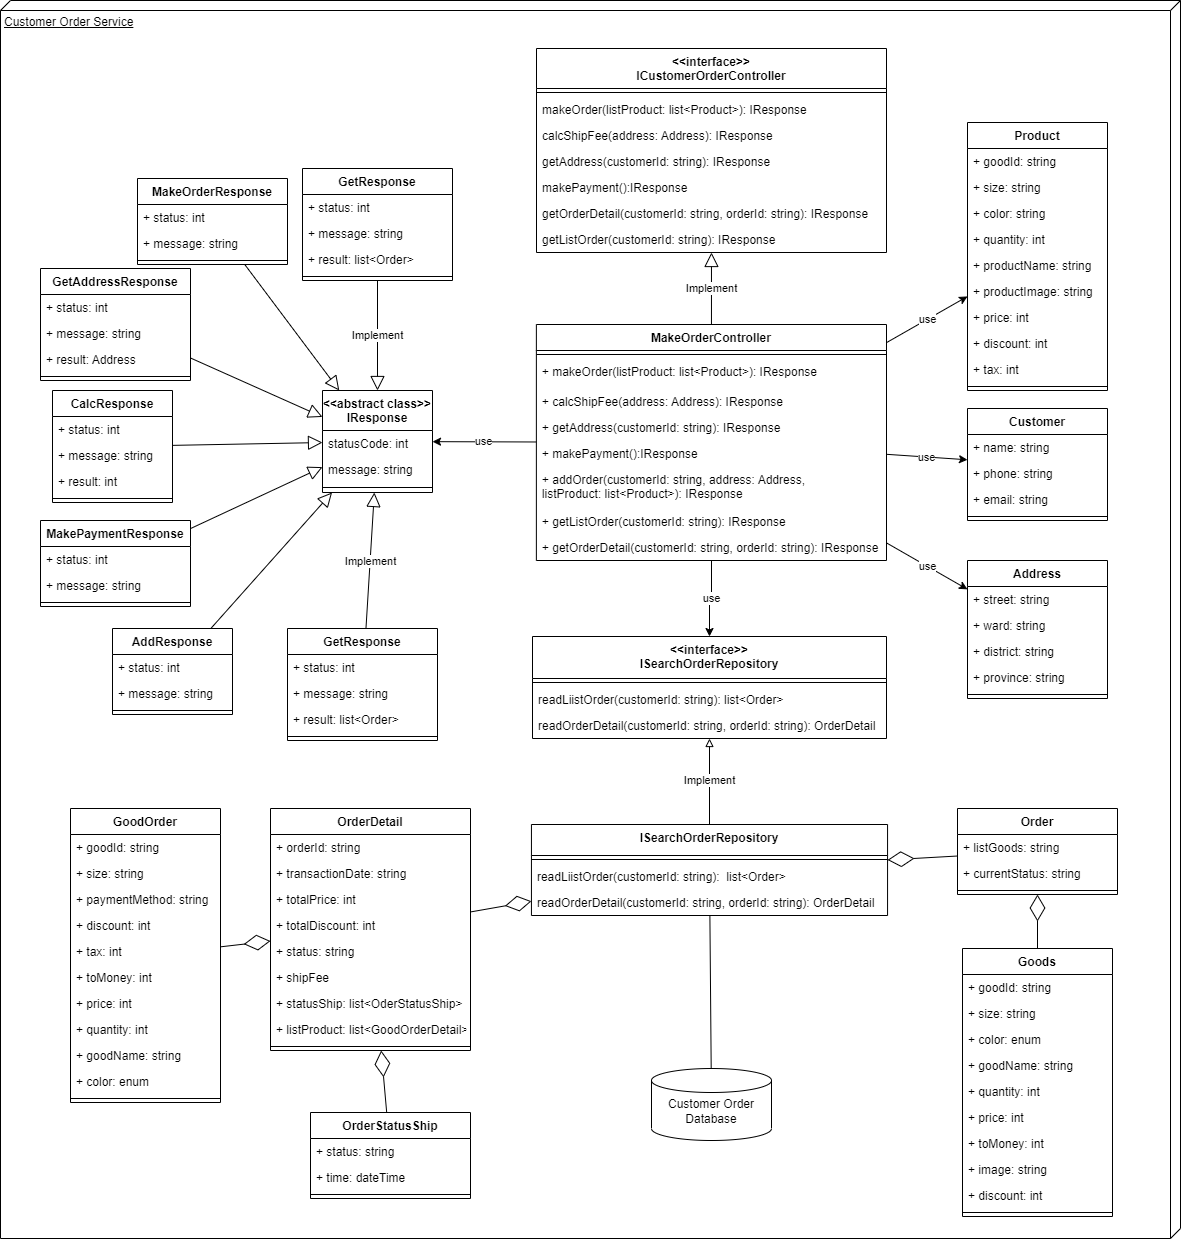 Customer Order Service
<<interface>>
ICustomerOrderController
makeOrder(listProduct: list<Product>): IResponse
calcShipFee(address: Address): IResponse
getAddress(customerId: string): IResponse
makePayment():IResponse
getOrderDetail(customerId: string, orderId: string): IResponse
getListOrder(customerId: string): IResponse
Product
+ goodId: string
+ size: string
+ color: string
+ quantity: int
+ productName: string
+ productImage: string
+ price: int
+ discount: int
+ tax: int
MakeOrderResponse
+ status: int
+ message: string
GetResponse
+ status: int
+ message: string
+ result: list<Order>
GetAddressResponse
+ status: int
+ message: string
+ result: Address
Implement
Implement
use
MakeOrderController
+ makeOrder(listProduct: list<Product>): IResponse
+ calcShipFee(address: Address): IResponse
+ getAddress(customerId: string): IResponse
+ makePayment():IResponse
+ addOrder(customerId: string, address: Address,
listProduct: list<Product>): IResponse
+ getListOrder(customerId: string): IResponse
+ getOrderDetail(customerId: string, orderId: string): IResponse
CalcResponse
+ status: int
+ message: string
+ result: int
<<abstract class>>
IResponse
statusCode: int
message: string
use
Customer
+ name: string
+ phone: string
+ email: string
use
MakePaymentResponse
+ status: int
+ message: string
Implement
use
Address
+ street: string
+ ward: string
+ district: string
+ province: string
use
AddResponse
+ status: int
+ message: string
GetResponse
+ status: int
+ message: string
+ result: list<Order>
<<interface>>
ISearchOrderRepository
readLiistOrder(customerId: string): list<Order>
readOrderDetail(customerId: string, orderId: string): OrderDetail
Implement
GoodOrder
+ goodId: string
+ size: string
+ paymentMethod: string
+ discount: int
+ tax: int
+ toMoney: int
+ price: int
+ quantity: int
+ goodName: string
+ color: enum
OrderDetail
+ orderId: string
+ transactionDate: string
+ totalPrice: int
+ totalDiscount: int
+ status: string
+ shipFee
+ statusShip: list<OderStatusShip>
+ listProduct: list<GoodOrderDetail>
ISearchOrderRepository
readLiistOrder(customerId: string):  list<Order>
readOrderDetail(customerId: string, orderId: string): OrderDetail
Order
+ listGoods: string
+ currentStatus: string
Goods
+ goodId: string
+ size: string
+ color: enum
+ goodName: string
+ quantity: int
+ price: int
+ toMoney: int
+ image: string
+ discount: int
Customer Order
Database
OrderStatusShip
+ status: string
+ time: dateTime